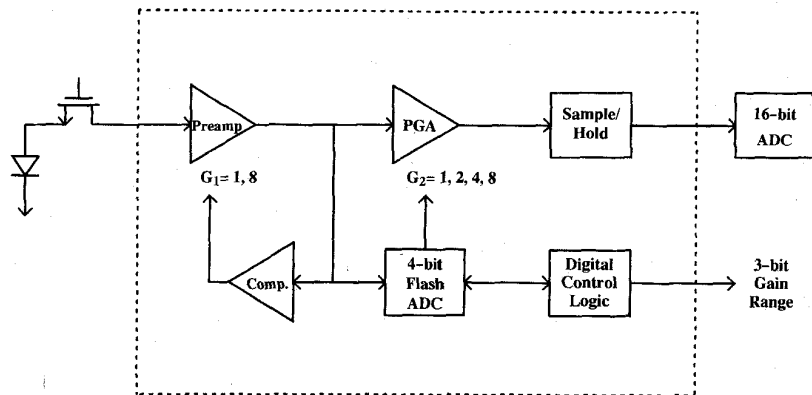 Preamp
PGA
Sample/
Hold
16-bit
ADC
G1= 1, 8
G2= 1, 2, 4, 8
Comp.
4-bit
Flash
ADC
Digital
Control
Logic
3-bit
Gain
Range